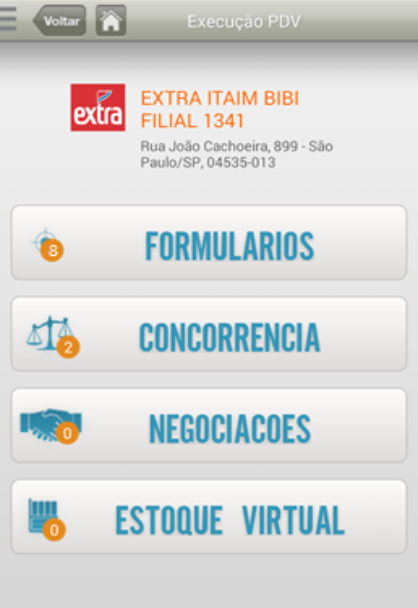 Voltar
Execução PDV
extra
EXTRA ITAIM BIBI
FILIAL 1341
Rua João Cachoeira, 899 - São
Paulo/SP, 04535-013
8
FORMULÁRIOS
2
CONCORRENCIA
0
NEGOCIACOES
0
ESTOQUE VIRTUAL